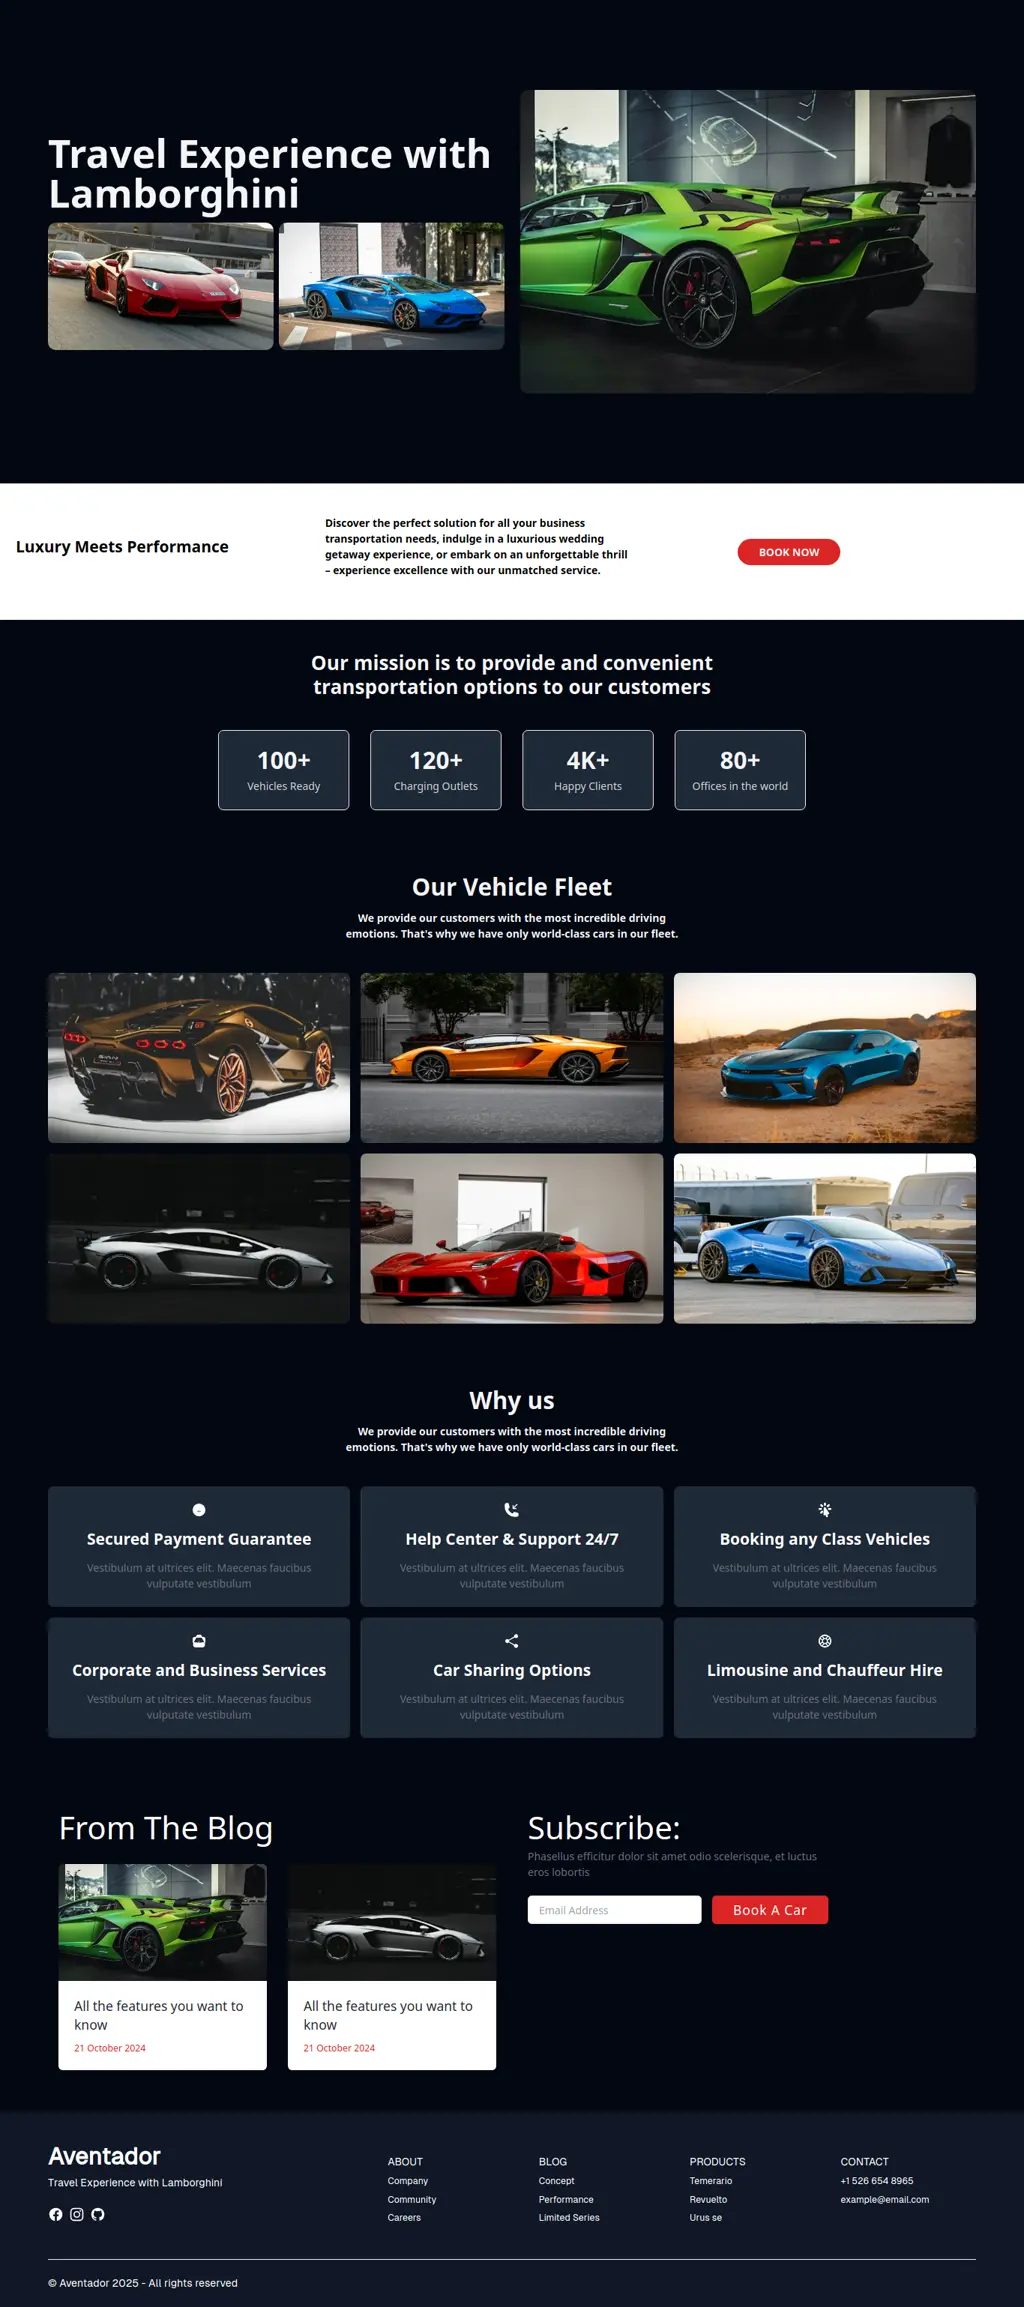 Travel Experience with
Lamborghini
Luxury Meets Performance
Discover the perfect solution for all your business
transportation needs, indulge in a luxurious wedding
getaway experience, or embark on an unforgettable thrill
– experience excellence with our unmatched service.
BOOK NOW
Our mission is to provide and convenient
transportation options to our customers
100+
Vehicles Ready
120+
Charging Outlets
4K+
Happy Clients
80+
Offices in the world
Our Vehicle Fleet
We provide our customers with the most incredible driving
emotions. That's why we have only world-class cars in our fleet.
Why us
We provide our customers with the most incredible driving
emotions. That's why we have only world-class cars in our fleet.
Secured Payment Guarantee
Vestibulum at ultrices elit. Maecenas faucibus
vulputate vestibulum
Help Center & Support 24/7
Vestibulum at ultrices elit. Maecenas faucibus
vulputate vestibulum
Booking any Class Vehicles
Vestibulum at ultrices elit. Maecenas faucibus
vulputate vestibulum
Corporate and Business Services
Vestibulum at ultrices elit. Maecenas faucibus
vulputate vestibulum
Car Sharing Options
Vestibulum at ultrices elit. Maecenas faucibus
vulputate vestibulum
Limousine and Chauffeur Hire
Vestibulum at ultrices elit. Maecenas faucibus
vulputate vestibulum
From The Blog
All the features you want to
know
21 October 2024
All the features you want to
know
21 October 2024
Subscribe:
Phasellus efficitur dolor sit amet odio scelerisque, et luctus
eros lobortis
Email Address
Book A Car
Aventador
Travel Experience with Lamborghini
ABOUT
Company
Community
Careers
BLOG
Concept
Performance
Limited Series
PRODUCTS
Temerario
Revuelto
Urus se
CONTACT
+1 526 654 8965
example@email.com
© Aventador 2025 - All rights reserved